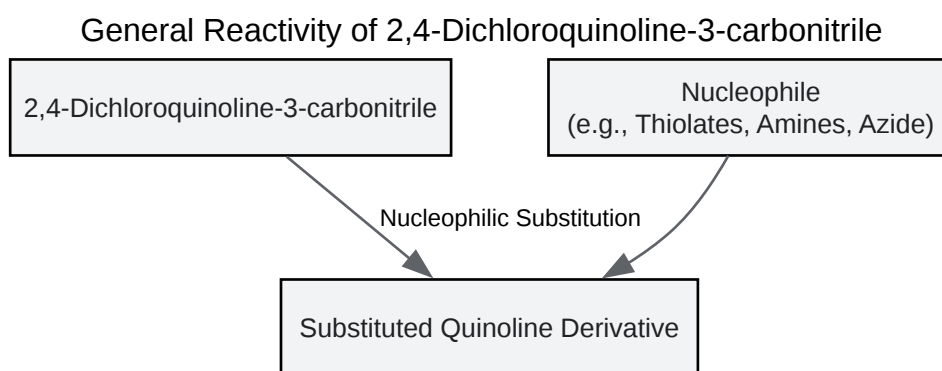 General Reactivity of 2,4-Dichloroquinoline-3-carbonitrile
2,4-Dichloroquinoline-3-carbonitrile
Nucleophile
(e.g., Thiolates, Amines, Azide)
Nucleophilic Substitution
Substituted Quinoline Derivative